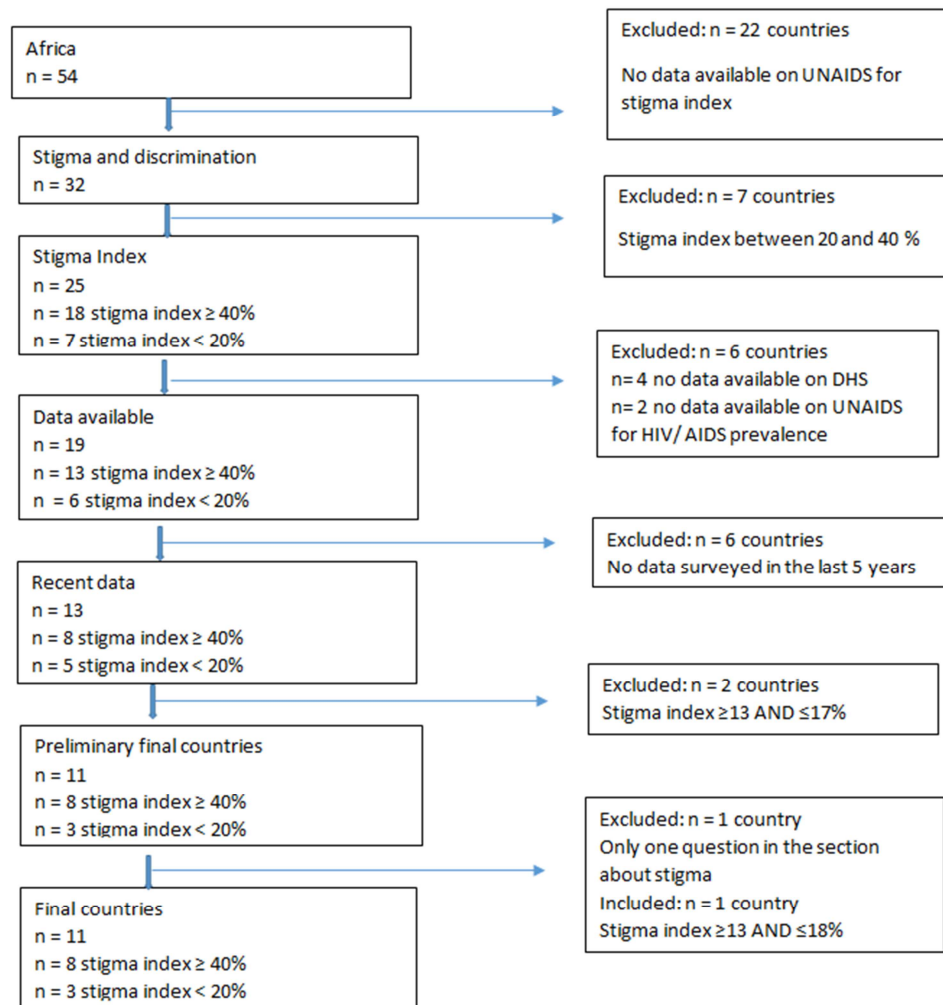 Africa
n = 54
Excluded: n = 22 countries
No data available on UNAIDS for
stigma index
Stigma and discrimination
n = 32
Excluded: n = 7 countries
Stigma index between 20 and 40 %
Stigma Index
n = 25
n = 18 stigma index ≥ 40%
n = 7 stigma index < 20%
Excluded: n = 6 countries
n= 4 no data available on DHS
n= 2 no data available on UNAIDS
for HIV/ AIDS prevalence
Data available
n = 19
n = 13 stigma index ≥ 40%
n = 6 stigma index < 20%
Excluded: n = 6 countries
No data surveyed in the last 5 years
Recent data
n = 13
n = 8 stigma index ≥ 40%
n = 5 stigma index < 20%
Excluded: n = 2 countries
Stigma index ≥13 AND ≤17%
Preliminary final countries
n = 11
n = 8 stigma index ≥ 40%
n = 3 stigma index < 20%
Excluded: n = 1 country
Only one question in the section
about stigma
Included: n = 1 country
Stigma index ≥13 AND ≤18%
Final countries
n = 11
n = 8 stigma index ≥ 40%
n = 3 stigma index < 20%